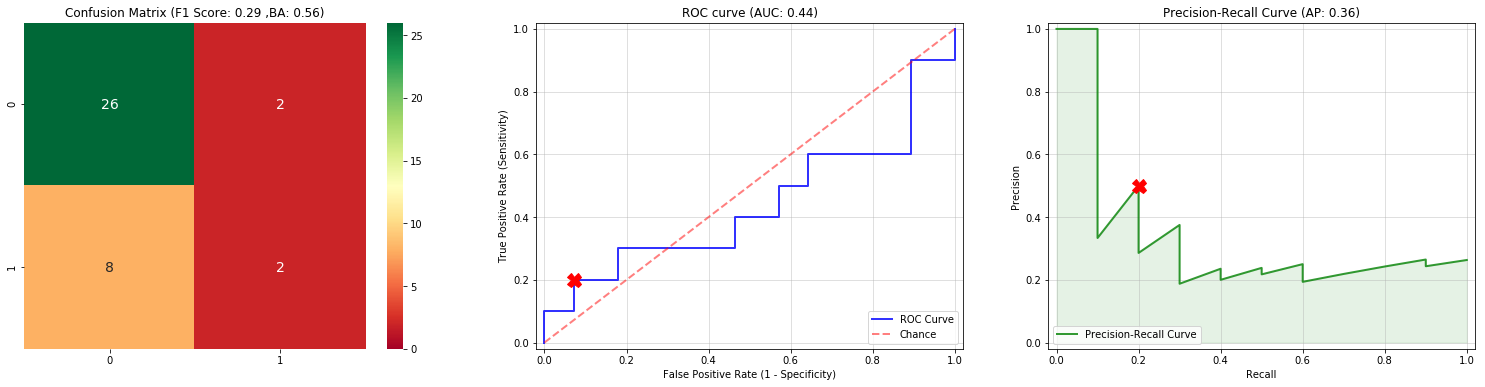 Confusion Matrix (F1 Score: 0.29 ,BA: 0.56)
0
1
26
2
8
2
0
1
25
20
15
10
5
0
ROC curve (AUC: 0.44)
True Positive Rate (Sensitivity)
1.0
0.8
0.6
0.4
0.2
0.0
ROC Curve
Chance
0.0 0.2 0.4 0.6 0.8 1.0
False Positive Rate (1 - Specificity)
Precision-Recall Curve (AP: 0.36)
Precision
1.0
0.8
0.6
0.4
0.2
0.0
Precision-Recall Curve
0.0 0.2 0.4 0.6 0.8 1.0
Recall